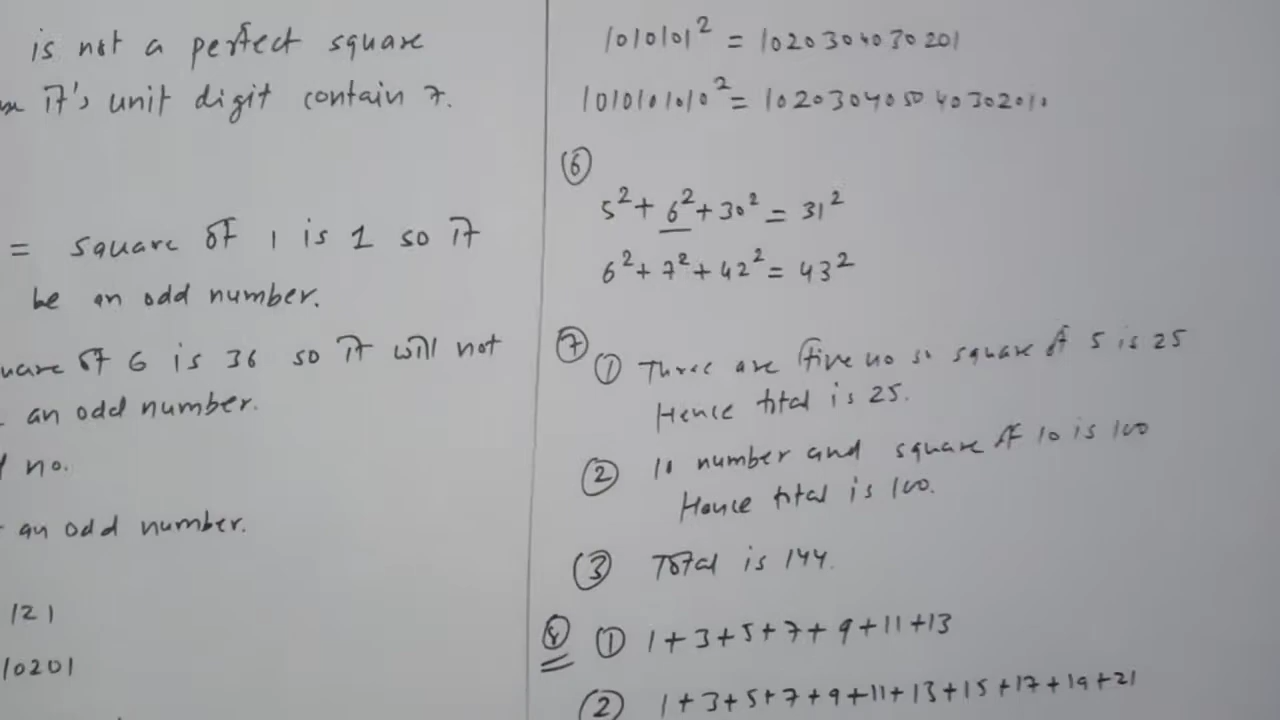 is not a perfect square
it's unit digit contain 7.
= square of 1 is 1 so it
be an odd number.
square of 6 is 36 so it will not
an odd number.
no.
an odd number.
121
10201
1010101² = 1020304030201
101010101² = 10203040504030201
⑥
5² + 6² + 30² = 31²
6² + 7² + 42² = 43²
⑦ ① There are five no so square of 5 is 25
Hence total is 25.
② 10 number and square of 10 is 100
Hence total is 100.
③ Total is 144.
⑧ ① 1+3+5+7+9+11+13
② 1+3+5+7+9+11+13+15+17+19+21